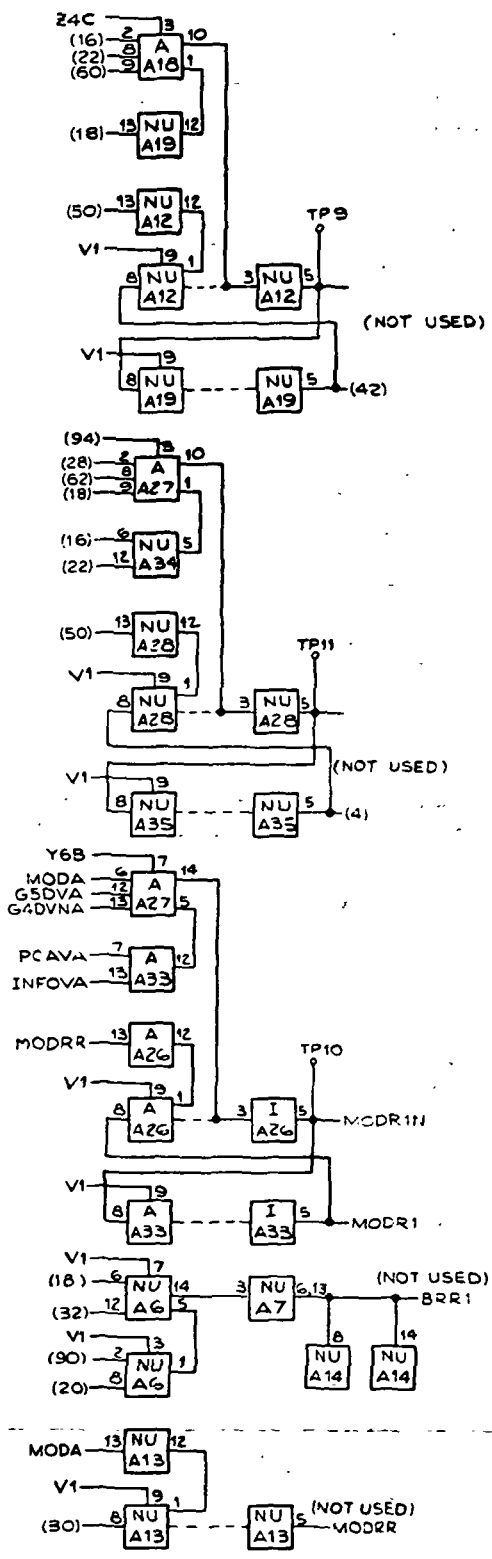 Z4C 3
(16) 2 A 10
(22) 8 A18 1
(60) 9
(18) 13 NU 12
A19
(50) 13 NU 12
A12
TP9
V1 9 1
8 NU 3 NU 5
A12 A12
(NOT USED)
V1 9
8 NU NU 5 (42)
A19 A19
(94) 8
(28) 2 A 10
(62) 8 A27 1
(18) 9
(16) 6 NU 5
(22) 12 A34
(50) 13 NU 12
A28
TP11
V1 9 1
8 NU 3 NU 5
A28 A28
(NOT USED)
V1 9
8 NU NU 5 (4)
A35 A35
Y6B 7
MODA 6 A 14
G5DVA 12 A27 5
G4DVNA 13
PCAVA 7 A 12
INFOVA 13 A33
MODRR 13 A 12
A26
TP10
V1 9 1
8 A 3 I 5 MODR1N
A26 A26
V1 9
8 A I 5 MODR1
A33 A33
V1 7
(18) 6 NU 14 3 NU 6,13 (NOT USED)
(32) 12 A6 5 A7 BRR1
V1 3 8 14
(90) 2 NU 1 NU NU
(20) 8 A6 A14 A14
MODA 13 NU 12
A13
V1 9 1
(30) 8 NU NU 5 (NOT USED)
A13 A13 MODRR